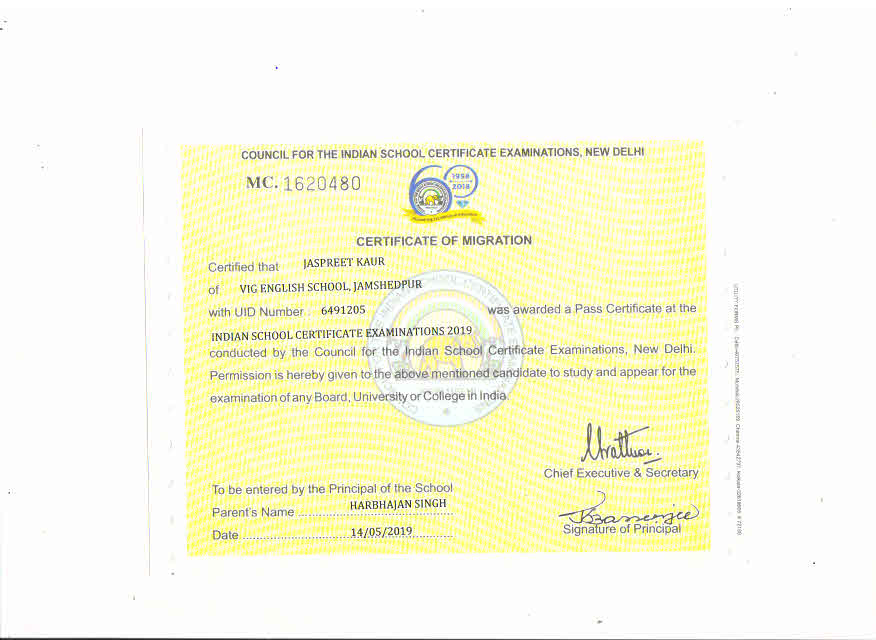 COUNCIL FOR THE INDIAN SCHOOL CERTIFICATE EXAMINATIONS, NEW DELHI
MC. 1620480
1958
2018
CERTIFICATE OF MIGRATION
Certified that JASPREET KAUR
of VIG ENGLISH SCHOOL, JAMSHEDPUR
with UID Number 6491205 was awarded a Pass Certificate at the
INDIAN SCHOOL CERTIFICATE EXAMINATIONS 2019
conducted by the Council for the Indian School Certificate Examinations, New Delhi.
Permission is hereby given to the above mentioned candidate to study and appear for the
examination of any Board, University or College in India.
Chief Executive & Secretary
To be entered by the Principal of the School
Parent's Name HARBHAJAN SINGH
Banerjee
Signature of Principal
Date 14/05/2019